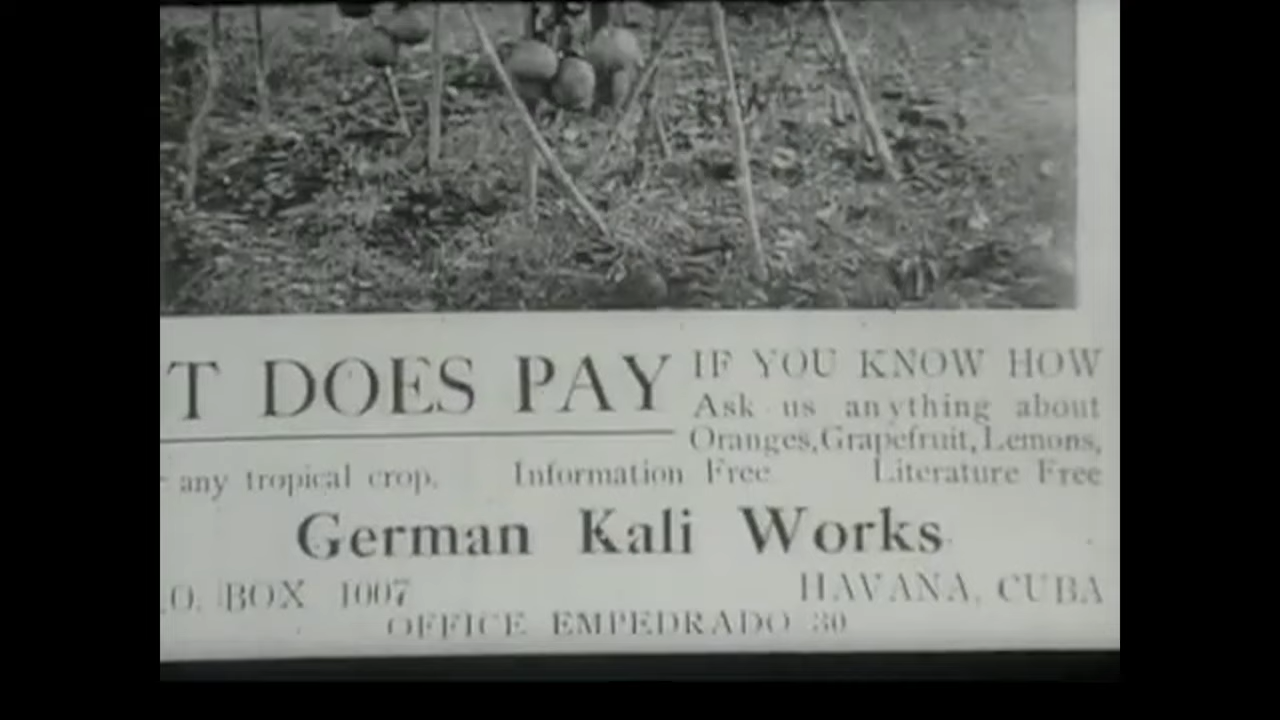 T DOES PAY
IF YOU KNOW HOW
Ask us anything about
Oranges, Grapefruit, Lemons,
any tropical crop. Information Free Literature Free
German Kali Works
.O. BOX 1007 HAVANA, CUBA
OFFICE EMPEDRADO 30